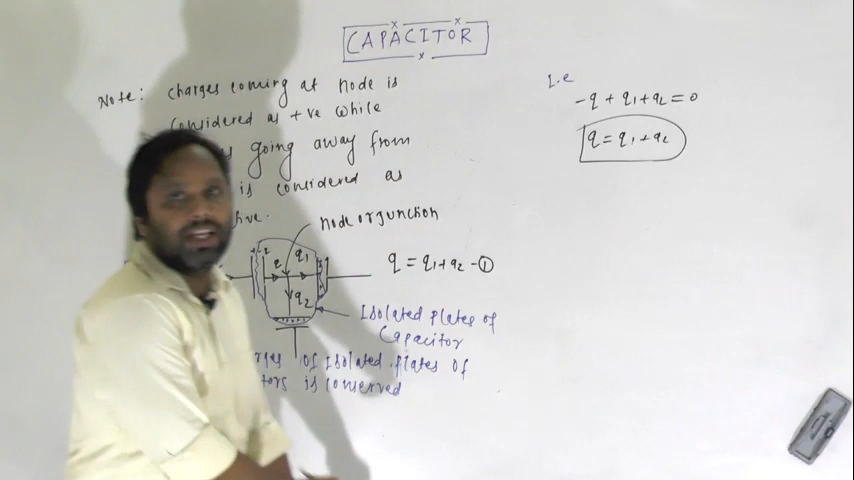 CAPACITOR
Note: charges coming at node is
considered as +ve while
going away from
is considered as
node or junction
q q1
q2
q = q1+q2 -①
Isolated plates of
Capacitor
Of Isolated plates of
is conserved
I.e
-q + q1 + q2 = 0
q = q1 + q2